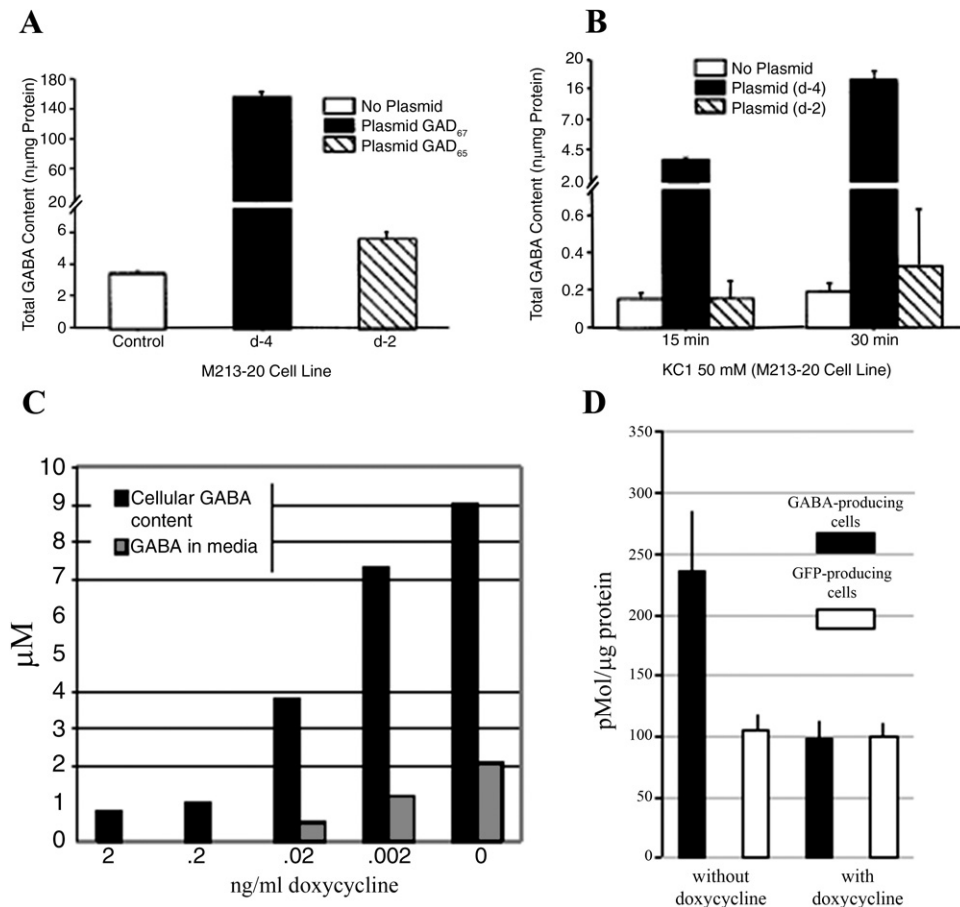 A
Total GABA Content (nµmg Protein)
180
140
100
60
20
6
4
2
0
No Plasmid
Plasmid GAD67
Plasmid GAD65
Control d-4 d-2
M213-20 Cell Line
B
Total GABA Content (nµmg Protein)
20
16
7.0
4.5
2.0
0.6
0.4
0.2
0
No Plasmid
Plasmid (d-4)
Plasmid (d-2)
15 min 30 min
KC1 50 mM (M213-20 Cell Line)
C
µM
10
9
8
7
6
5
4
3
2
1
0
Cellular GABA
content
GABA in media
2 .2 .02 .002 0
ng/ml doxycycline
D
pMol/µg protein
350
300
250
200
150
100
50
0
GABA-producing
cells
GFP-producing
cells
without with
doxycycline doxycycline